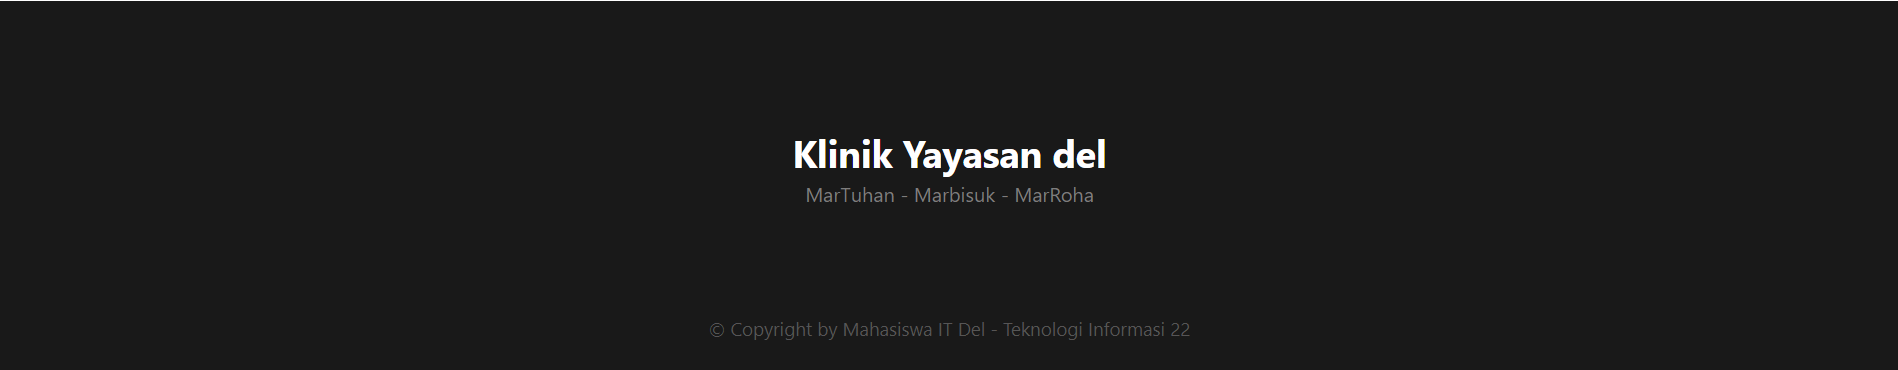 Klinik Yayasan del
MarTuhan - Marbisuk - MarRoha
© Copyright by Mahasiswa IT Del - Teknologi Informasi 22